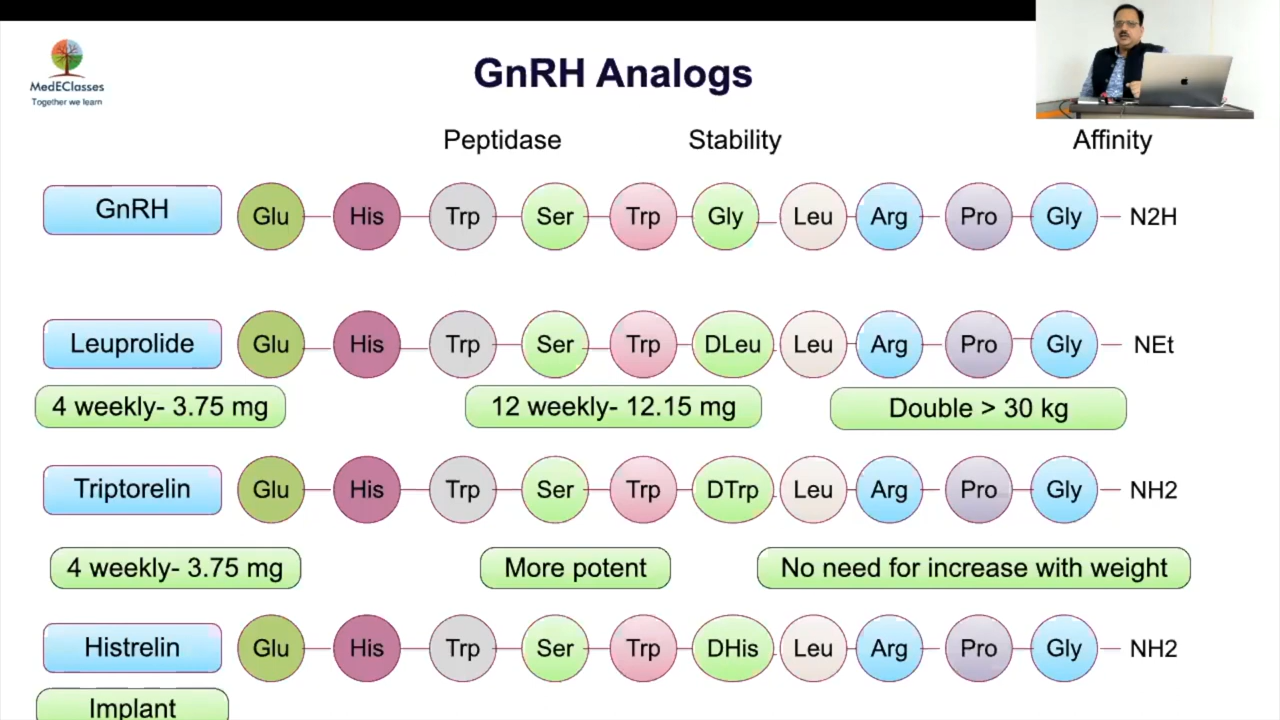 MedEClasses
Together we learn
GnRH Analogs
Peptidase Stability Affinity
GnRH Glu His Trp Ser Trp Gly Leu Arg Pro Gly N2H
Leuprolide Glu His Trp Ser Trp DLeu Leu Arg Pro Gly NEt
4 weekly- 3.75 mg 12 weekly- 12.15 mg Double > 30 kg
Triptorelin Glu His Trp Ser Trp DTrp Leu Arg Pro Gly NH2
4 weekly- 3.75 mg More potent No need for increase with weight
Histrelin Glu His Trp Ser Trp DHis Leu Arg Pro Gly NH2
Implant